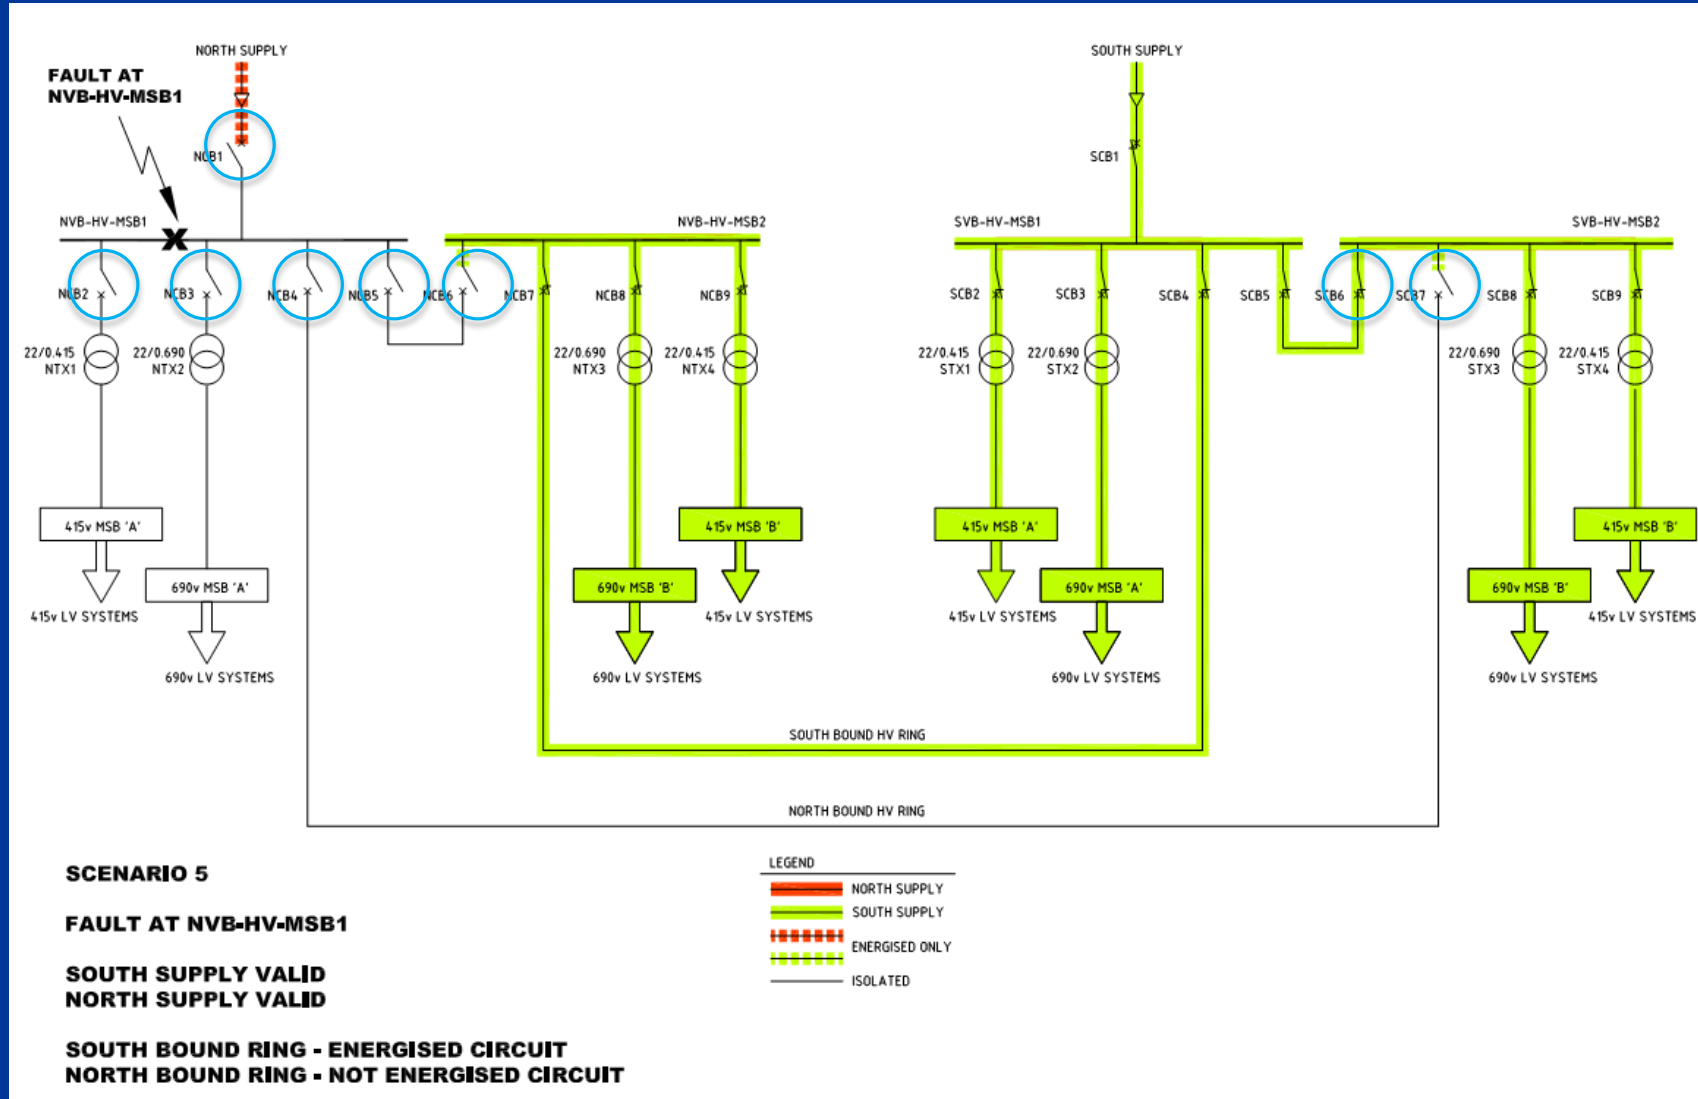 NORTH SUPPLY
SOUTH SUPPLY
FAULT AT
NVB-HV-MSB1
NCB1
SCB1
NVB-HV-MSB1
NVB-HV-MSB2
SVB-HV-MSB1
SVB-HV-MSB2
NCB2
NCB3
NCB4
NCB5
NCB6
NCB7
NCB8
NCB9
SCB2
SCB3
SCB4
SCB5
SCB6
SCB7
SCB8
SCB9
22/0.415
NTX1
22/0.690
NTX2
22/0.690
NTX3
22/0.415
NTX4
22/0.415
STX1
22/0.690
STX2
22/0.690
STX3
22/0.415
STX4
415v MSB 'A'
415v MSB 'B'
415v MSB 'A'
415v MSB 'B'
690v MSB 'A'
690v MSB 'B'
690v MSB 'A'
690v MSB 'B'
415v LV SYSTEMS
415v LV SYSTEMS
415v LV SYSTEMS
415v LV SYSTEMS
690v LV SYSTEMS
690v LV SYSTEMS
690v LV SYSTEMS
690v LV SYSTEMS
SOUTH BOUND HV RING
NORTH BOUND HV RING
SCENARIO 5
FAULT AT NVB-HV-MSB1
SOUTH SUPPLY VALID
NORTH SUPPLY VALID
SOUTH BOUND RING - ENERGISED CIRCUIT
NORTH BOUND RING - NOT ENERGISED CIRCUIT
LEGEND
NORTH SUPPLY
SOUTH SUPPLY
ENERGISED ONLY
ISOLATED